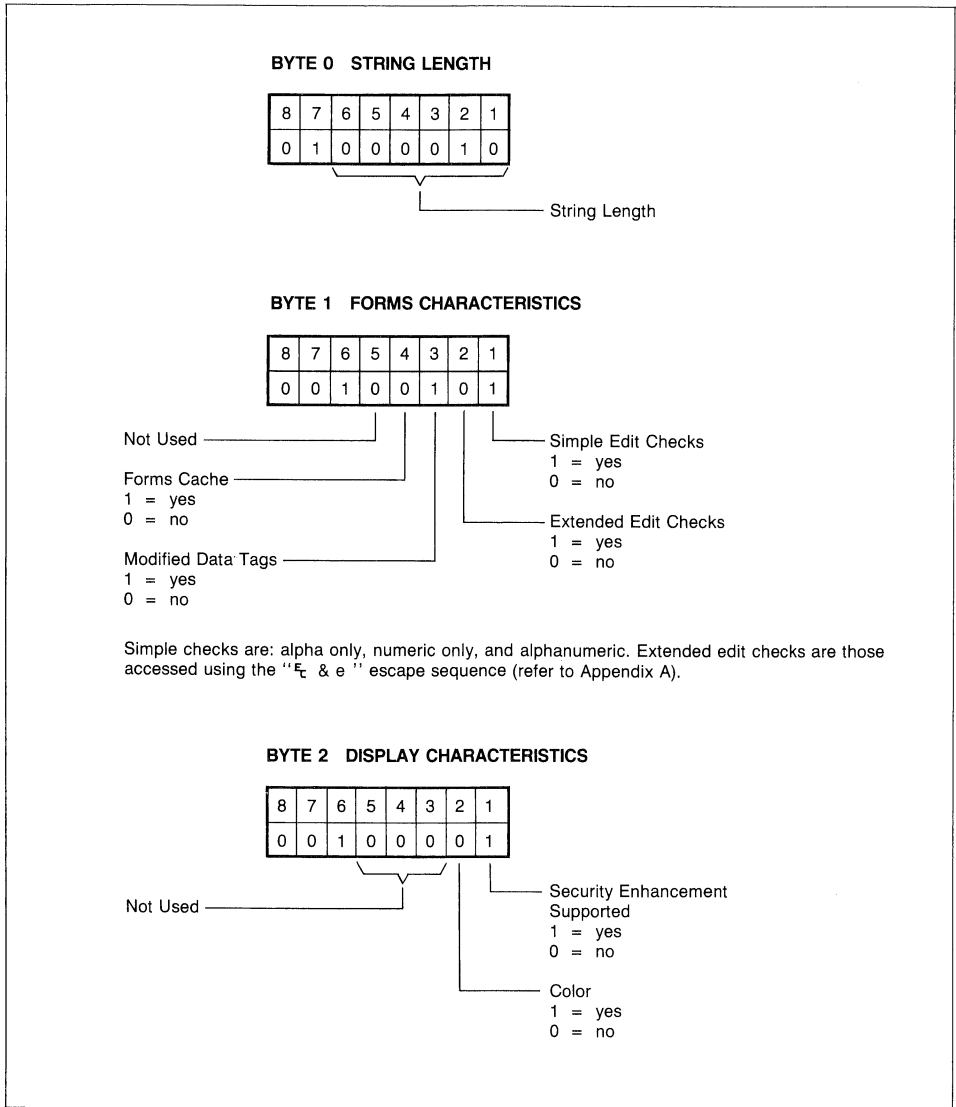 BYTE 0 STRING LENGTH
8 7 6 5 4 3 2 1
0 1 0 0 0 0 1 0
String Length
BYTE 1 FORMS CHARACTERISTICS
8 7 6 5 4 3 2 1
0 0 1 0 0 1 0 1
Not Used
Forms Cache
1 = yes
0 = no
Modified Data Tags
1 = yes
0 = no
Simple Edit Checks
1 = yes
0 = no
Extended Edit Checks
1 = yes
0 = no
Simple checks are: alpha only, numeric only, and alphanumeric. Extended edit checks are those
accessed using the "␛ & e " escape sequence (refer to Appendix A).
BYTE 2 DISPLAY CHARACTERISTICS
8 7 6 5 4 3 2 1
0 0 1 0 0 0 0 1
Not Used
Security Enhancement
Supported
1 = yes
0 = no
Color
1 = yes
0 = no